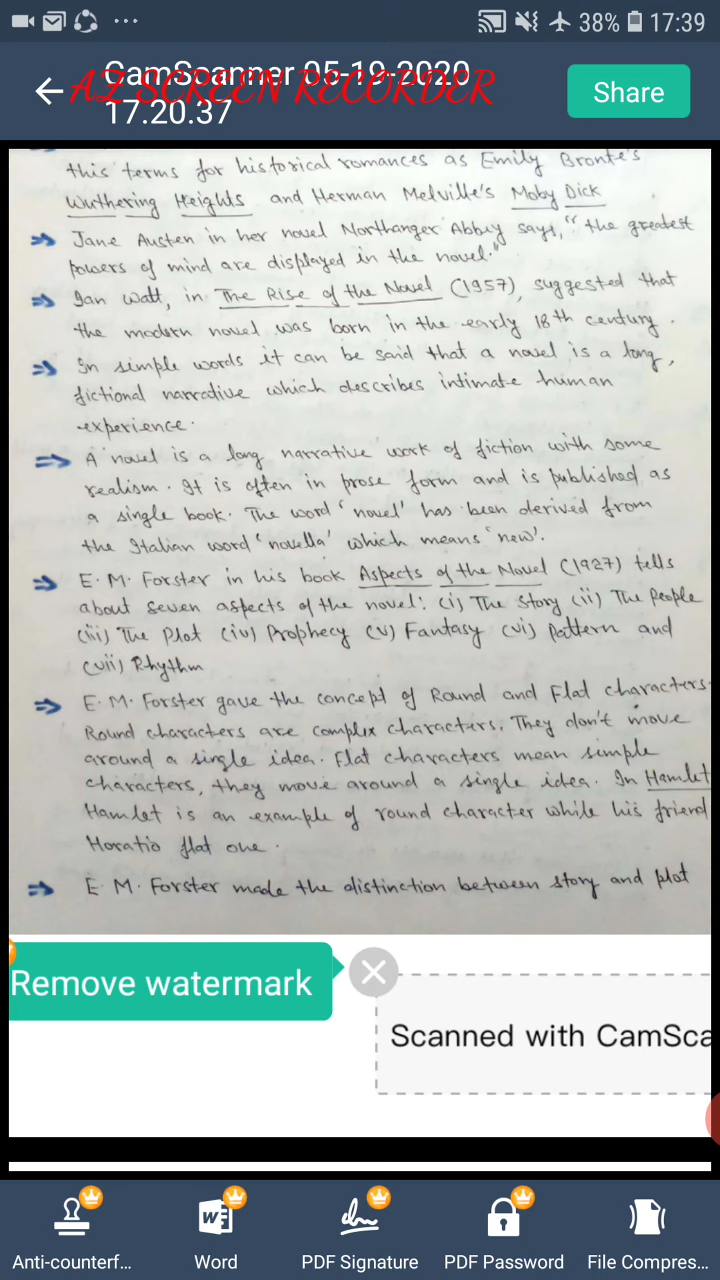 38% 17:39
CamScanner 05-19-2020
17.20.37
AZ SCREEN RECORDER
Share
this terms for historical romances as Emily Bronte's
Wuthering Heights and Herman Melville's Moby Dick
⇒ Jane Austen in her novel Northanger Abbey says, "the greatest
powers of mind are displayed in the novel."
⇒ Ian Watt, in The Rise of the Novel (1957), suggested that
the modern novel was born in the early 18th century.
⇒ In simple words it can be said that a novel is a long,
fictional narrative which describes intimate human
experience.
⇒ A novel is a long narrative work of fiction with some
realism. It is often in prose form and is published as
a single book. The word 'novel' has been derived from
the Italian word 'novella' which means 'new'.
⇒ E. M. Forster in his book Aspects of the Novel (1927) tells
about seven aspects of the novel: (i) The Story (ii) The People
(iii) The Plot (iv) Prophecy (v) Fantasy (vi) Pattern and
(vii) Rhythm
⇒ E. M. Forster gave the concept of Round and Flat characters.
Round characters are complex characters. They don't move
around a single idea. Flat characters mean simple
characters, they move around a single idea. In Hamlet
Hamlet is an example of round character while his friend
Horatio flat one.
⇒ E. M. Forster made the distinction between story and plot
Remove watermark
Scanned with CamSca
Anti-counterf... Word PDF Signature PDF Password File Compres...